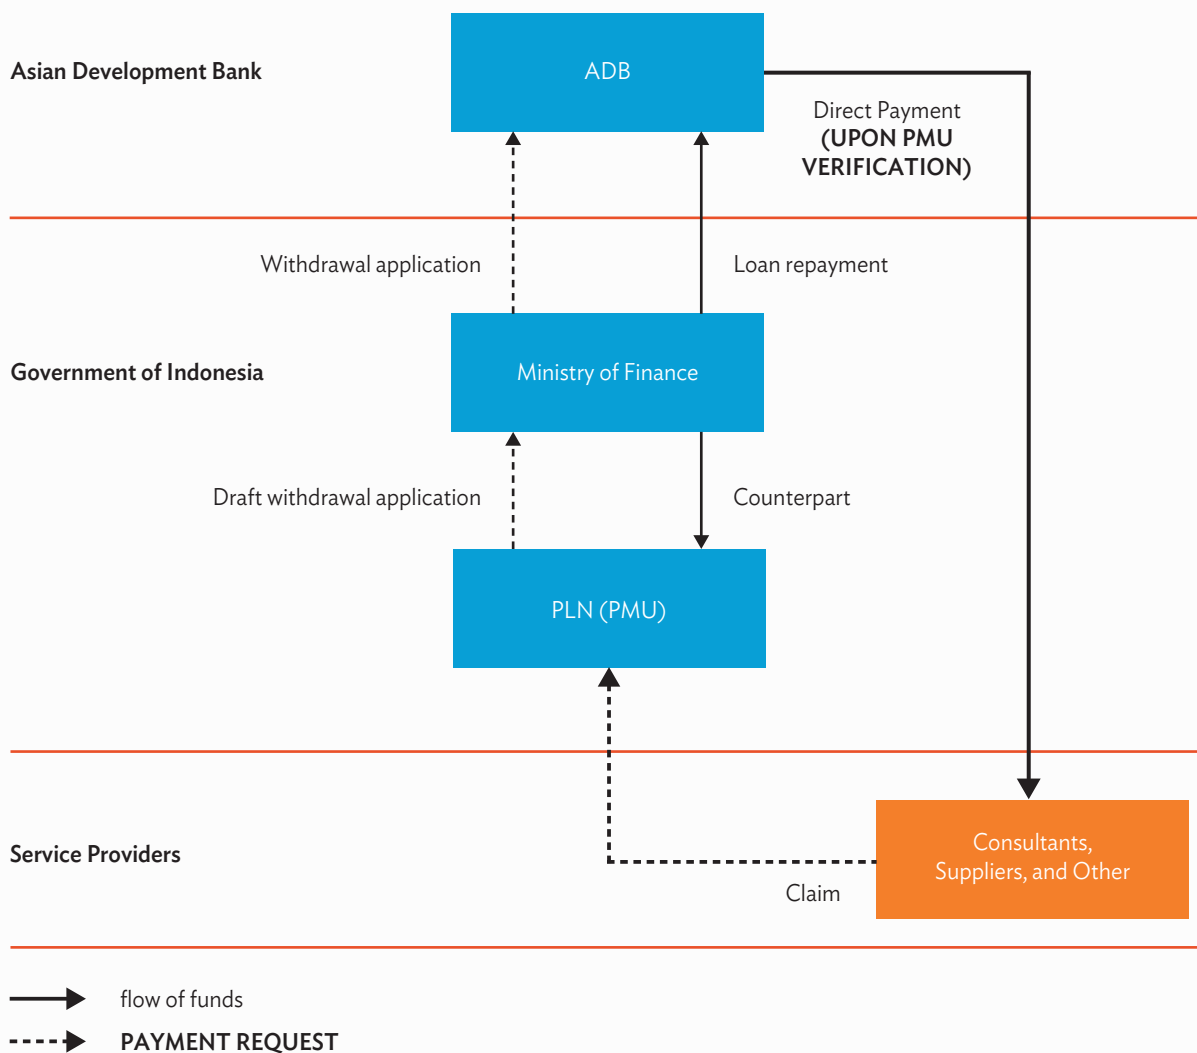 Asian Development Bank
ADB
Direct Payment
(UPON PMU
VERIFICATION)
Withdrawal application
Loan repayment
Government of Indonesia
Ministry of Finance
Draft withdrawal application
Counterpart
PLN (PMU)
Service Providers
Consultants,
Suppliers, and Other
Claim
flow of funds
PAYMENT REQUEST